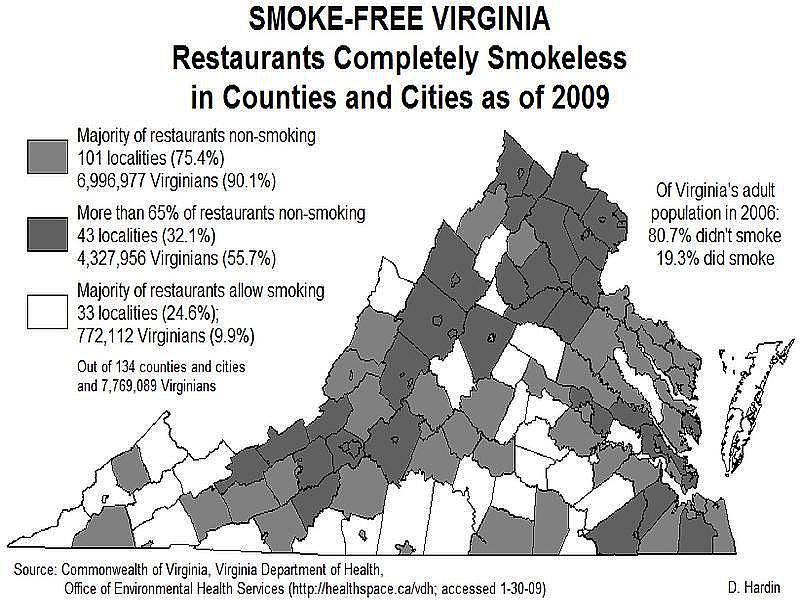 SMOKE-FREE VIRGINIA
Restaurants Completely Smokeless
in Counties and Cities as of 2009
Majority of restaurants non-smoking
101 localities (75.4%)
6,996,977 Virginians (90.1%)
More than 65% of restaurants non-smoking
43 localities (32.1%)
4,327,956 Virginians (55.7%)
Majority of restaurants allow smoking
33 localities (24.6%);
772,112 Virginians (9.9%)
Out of 134 counties and cities
and 7,769,089 Virginians
Of Virginia's adult
population in 2006:
80.7% didn't smoke
19.3% did smoke
Source: Commonwealth of Virginia, Virginia Department of Health,
Office of Environmental Health Services (http://healthspace.ca/vdh; accessed 1-30-09)
D. Hardin